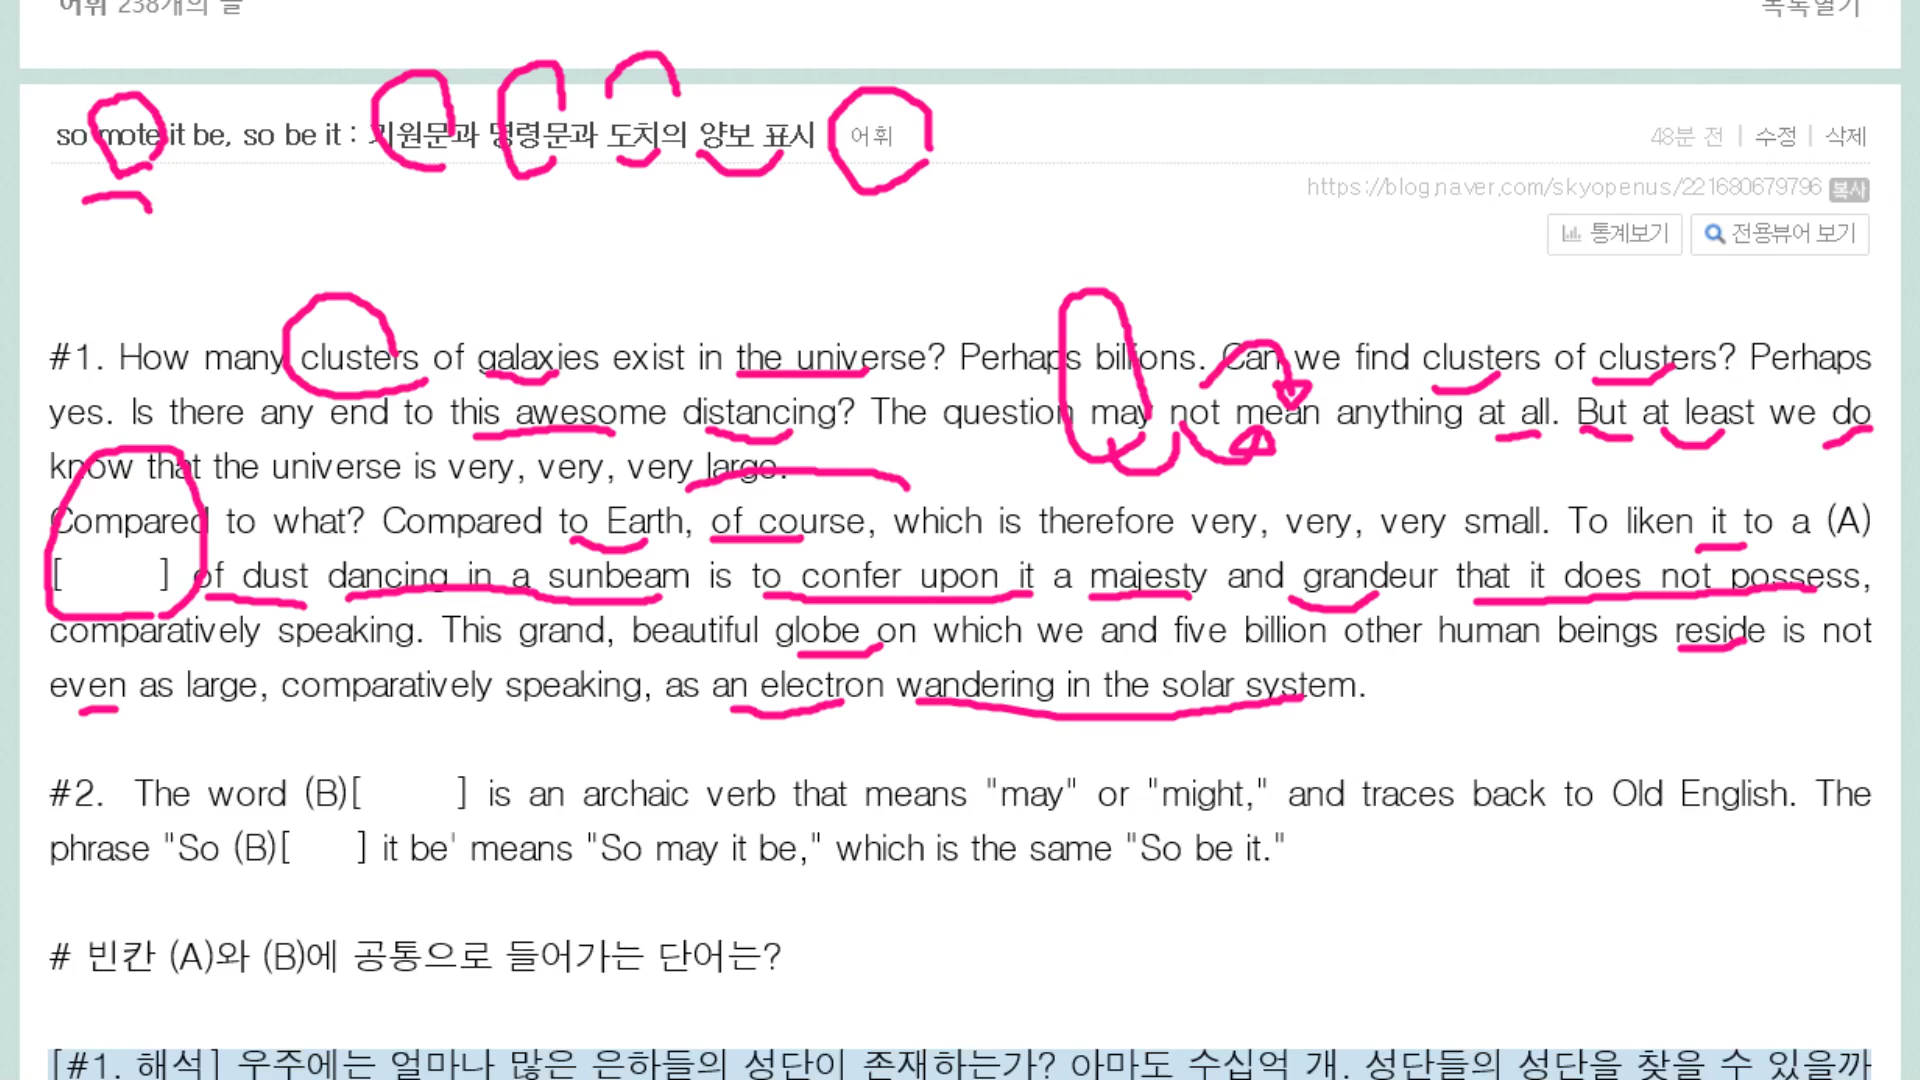 어휘 238개의 글 목록열기
so mote it be, so be it : 기원문과 명령문과 도치의 양보 표시 어휘 48분 전 | 수정 | 삭제
https://blog.naver.com/skyopenus/221680679796 복사
통계보기 전용뷰어 보기
#1. How many clusters of galaxies exist in the universe? Perhaps billions. Can we find clusters of clusters? Perhaps
yes. Is there any end to this awesome distancing? The question may not mean anything at all. But at least we do
know that the universe is very, very, very large.
Compared to what? Compared to Earth, of course, which is therefore very, very, very small. To liken it to a (A)
[ ] of dust dancing in a sunbeam is to confer upon it a majesty and grandeur that it does not possess,
comparatively speaking. This grand, beautiful globe on which we and five billion other human beings reside is not
even as large, comparatively speaking, as an electron wandering in the solar system.
#2. The word (B)[ ] is an archaic verb that means "may" or "might," and traces back to Old English. The
phrase "So (B)[ ] it be' means "So may it be," which is the same "So be it."
# 빈칸 (A)와 (B)에 공통으로 들어가는 단어는?
[#1. 해석] 우주에는 얼마나 많은 은하들의 성단이 존재하는가? 아마도 수십억 개. 성단들의 성단을 찾을 수 있을까